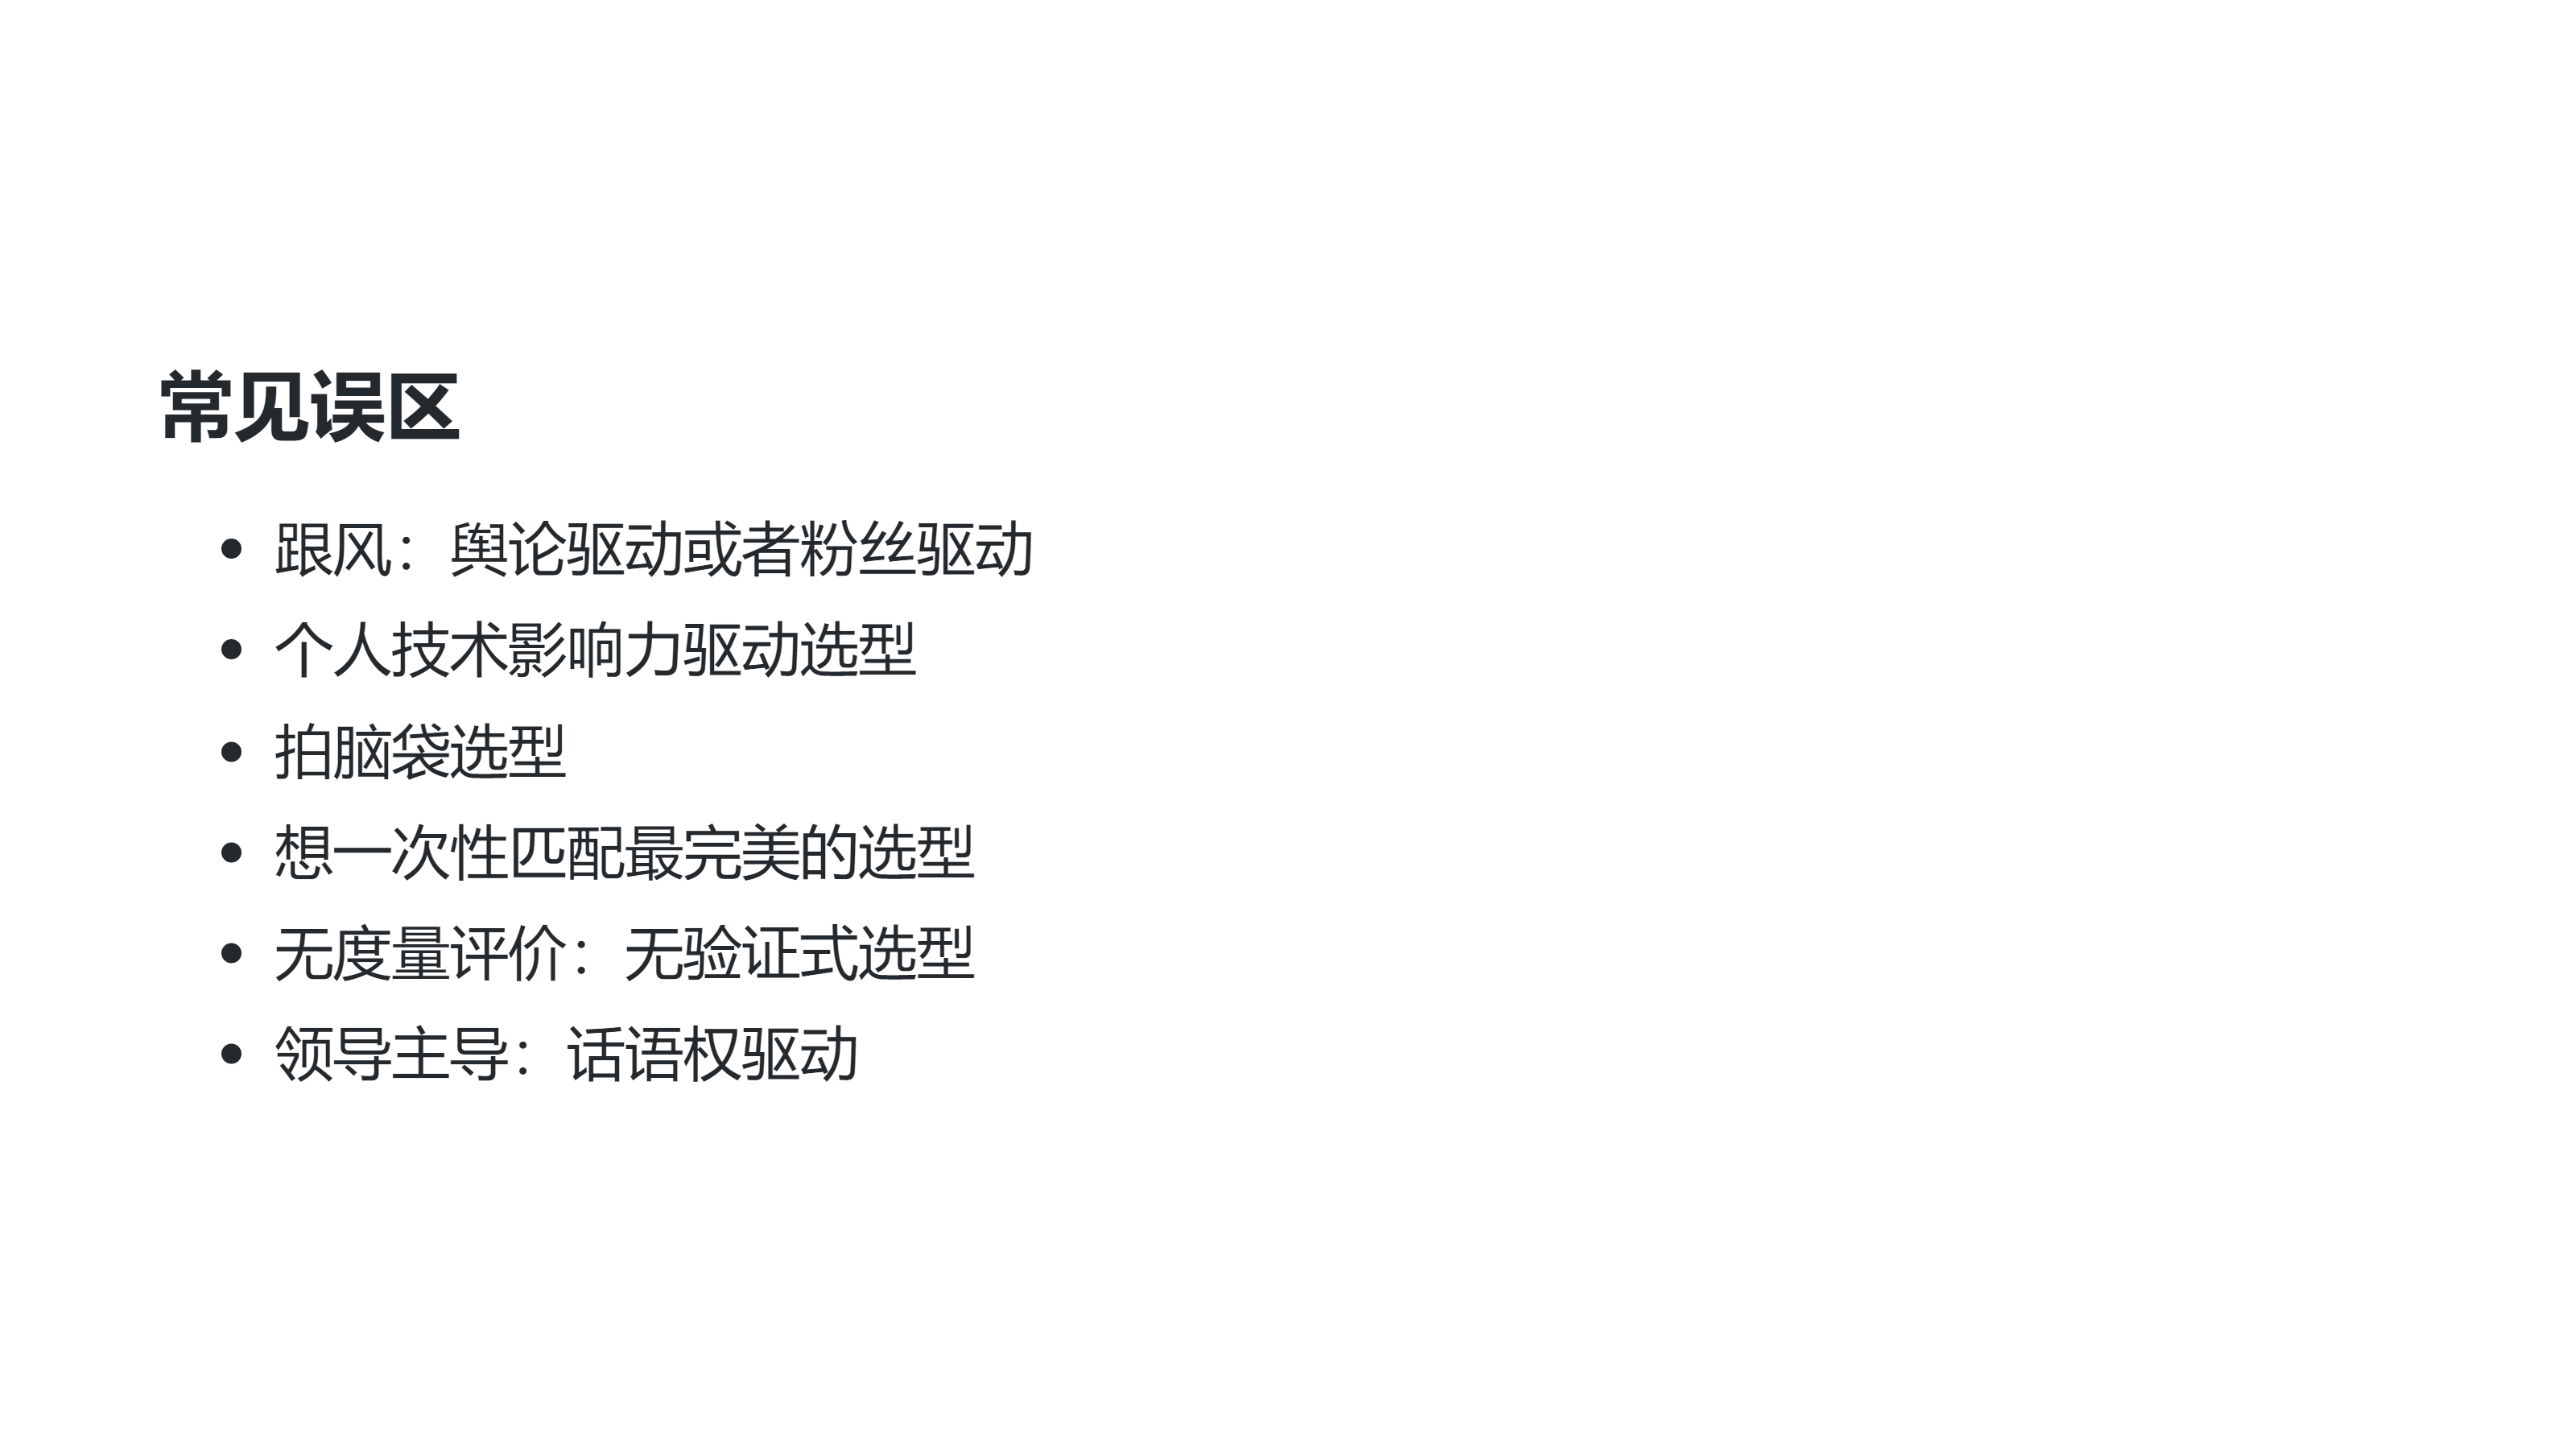 常见误区
• 跟风：舆论驱动或者粉丝驱动
• 个人技术影响力驱动选型
• 拍脑袋选型
• 想一次性匹配最完美的选型
• 无度量评价：无验证式选型
• 领导主导：话语权驱动